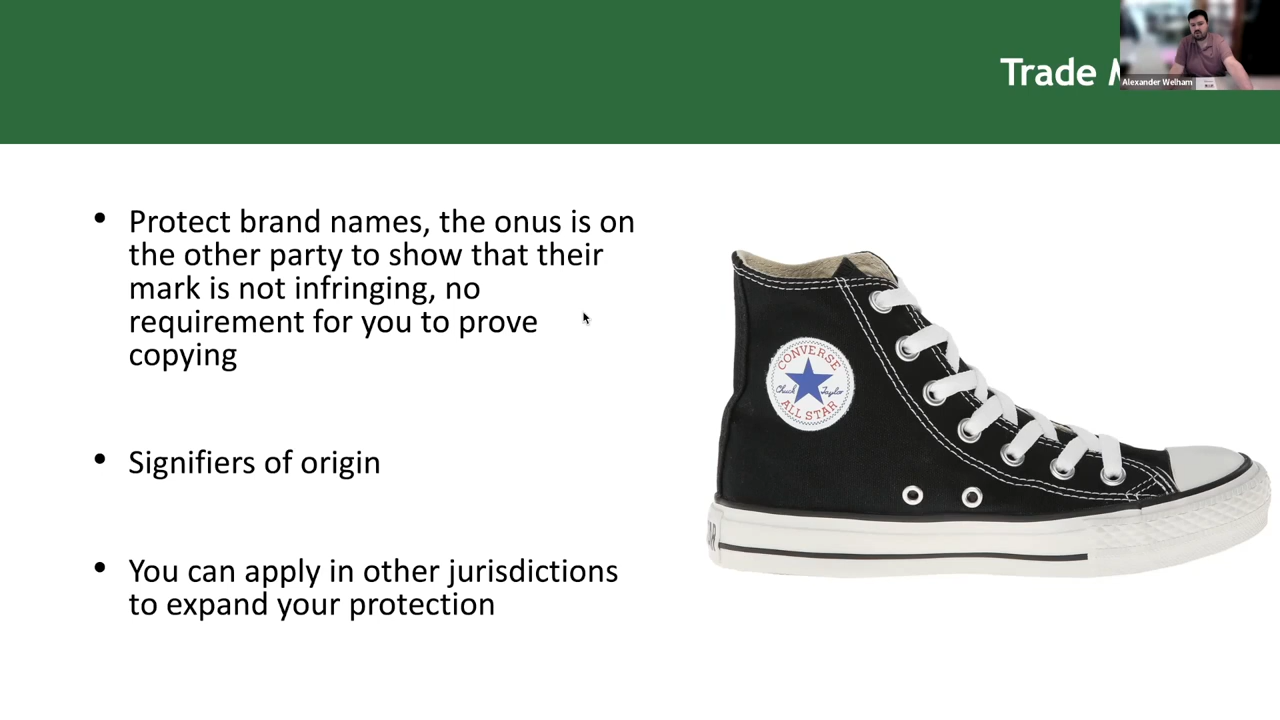 Trade
Alexander Welham
• Protect brand names, the onus is on
the other party to show that their
mark is not infringing, no
requirement for you to prove
copying
• Signifiers of origin
• You can apply in other jurisdictions
to expand your protection
CONVERSE
Chuck Taylor
ALL STAR